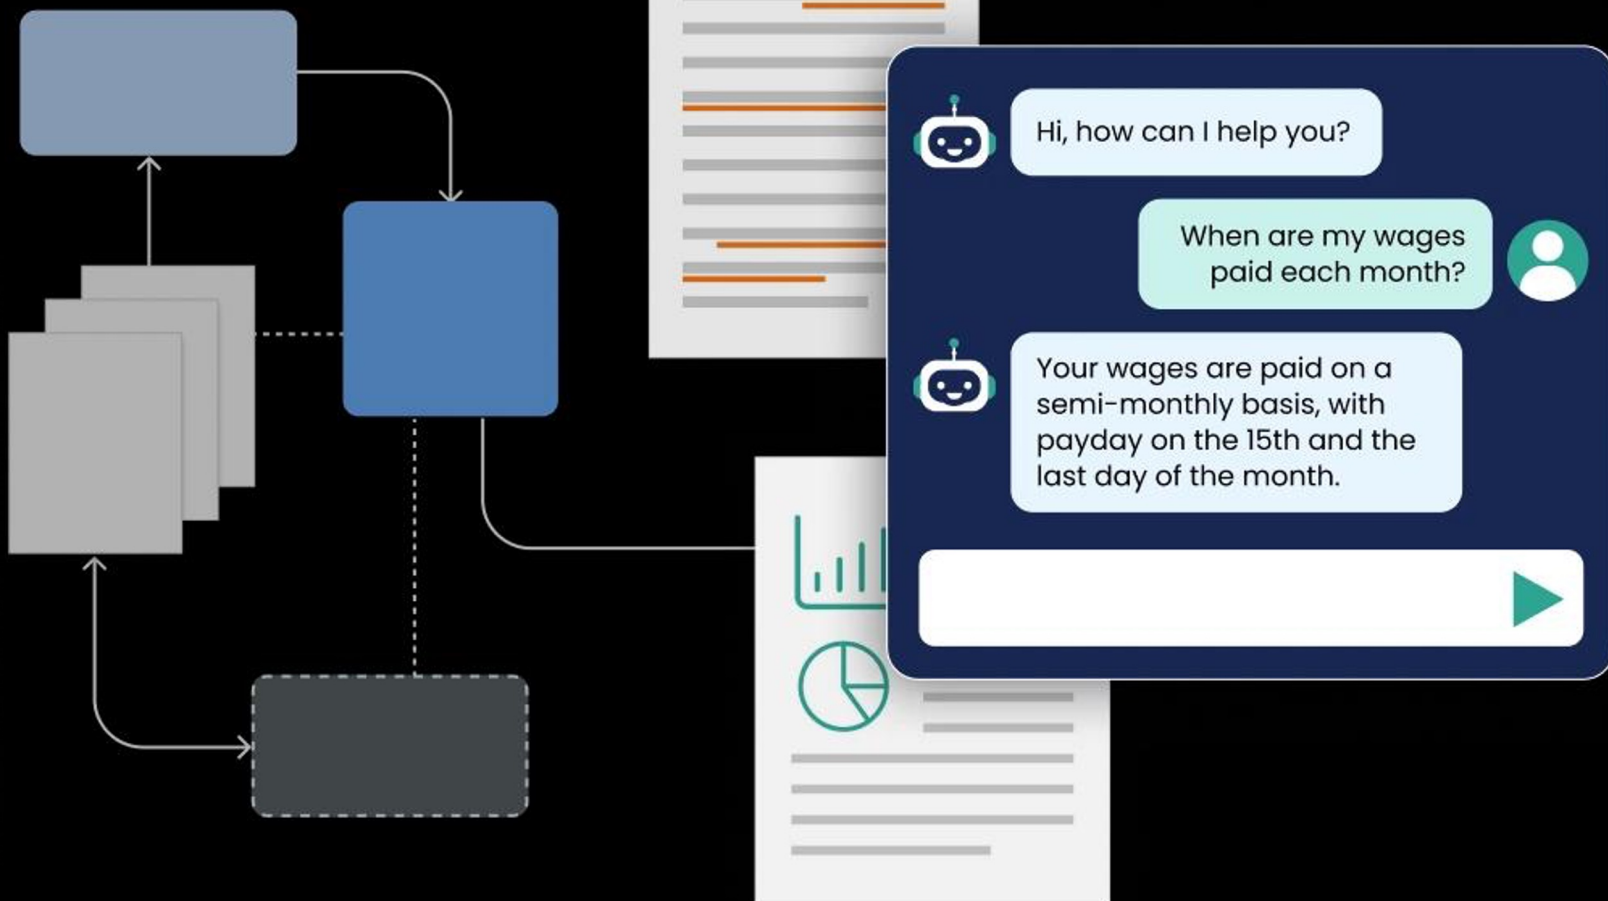 Hi, how can I help you?
When are my wages
paid each month?
Your wages are paid on a
semi-monthly basis, with
payday on the 15th and the
last day of the month.